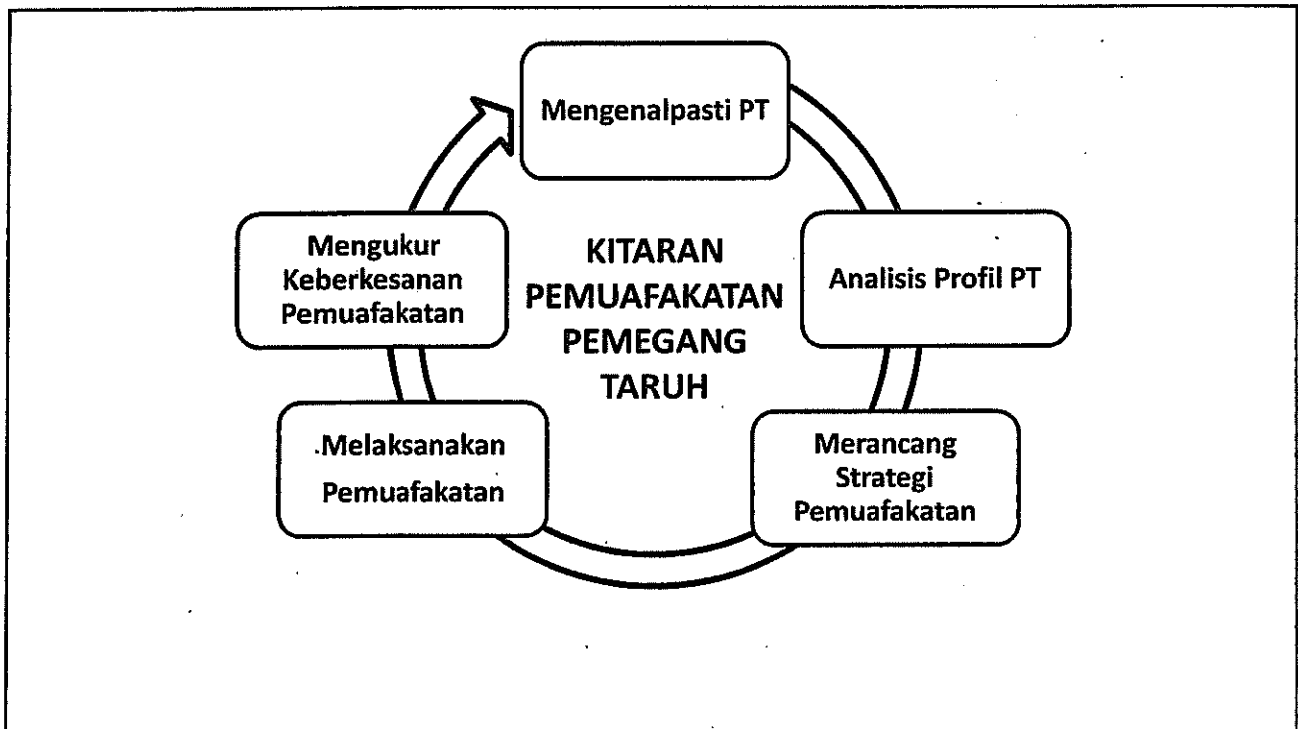 Mengenalpasti PT
Analisis Profil PT
Merancang
Strategi
Pemuafakatan
Melaksanakan
Pemuafakatan
Mengukur
Keberkesanan
Pemuafakatan
KITARAN
PEMUAFAKATAN
PEMEGANG
TARUH